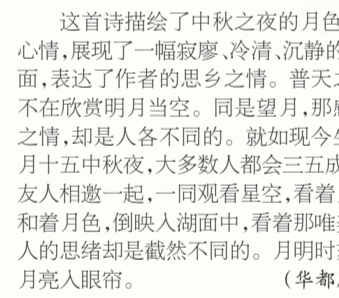 这首诗描绘了中秋之夜的月色
心情,展现了一幅寂寥、冷清、沉静的
面,表达了作者的思乡之情。普天之
不在欣赏明月当空。同是望月,那感
之情,却是人各不同的。就如现今
月十五中秋夜,大多数人都会三五成
友人相邀一起,一同观看星空,看着
和着月色,倒映入湖面中,看着那唯美
人的思绪却是截然不同的。月明时
月亮入眼帘。 (华都